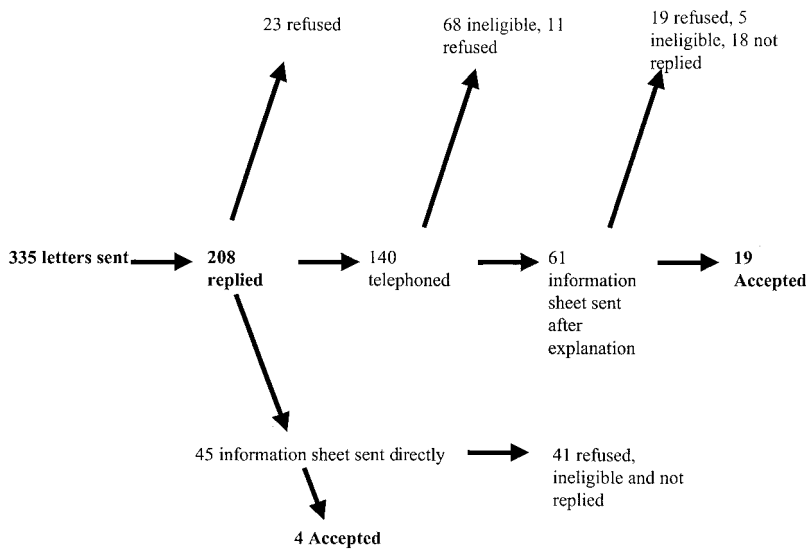 23 refused
68 ineligible, 11
refused
19 refused, 5
ineligible, 18 not
replied
335 letters sent
208
replied
140
telephoned
61
information
sheet sent
after
explanation
19
Accepted
45 information sheet sent directly
41 refused,
ineligible and not
replied
4 Accepted